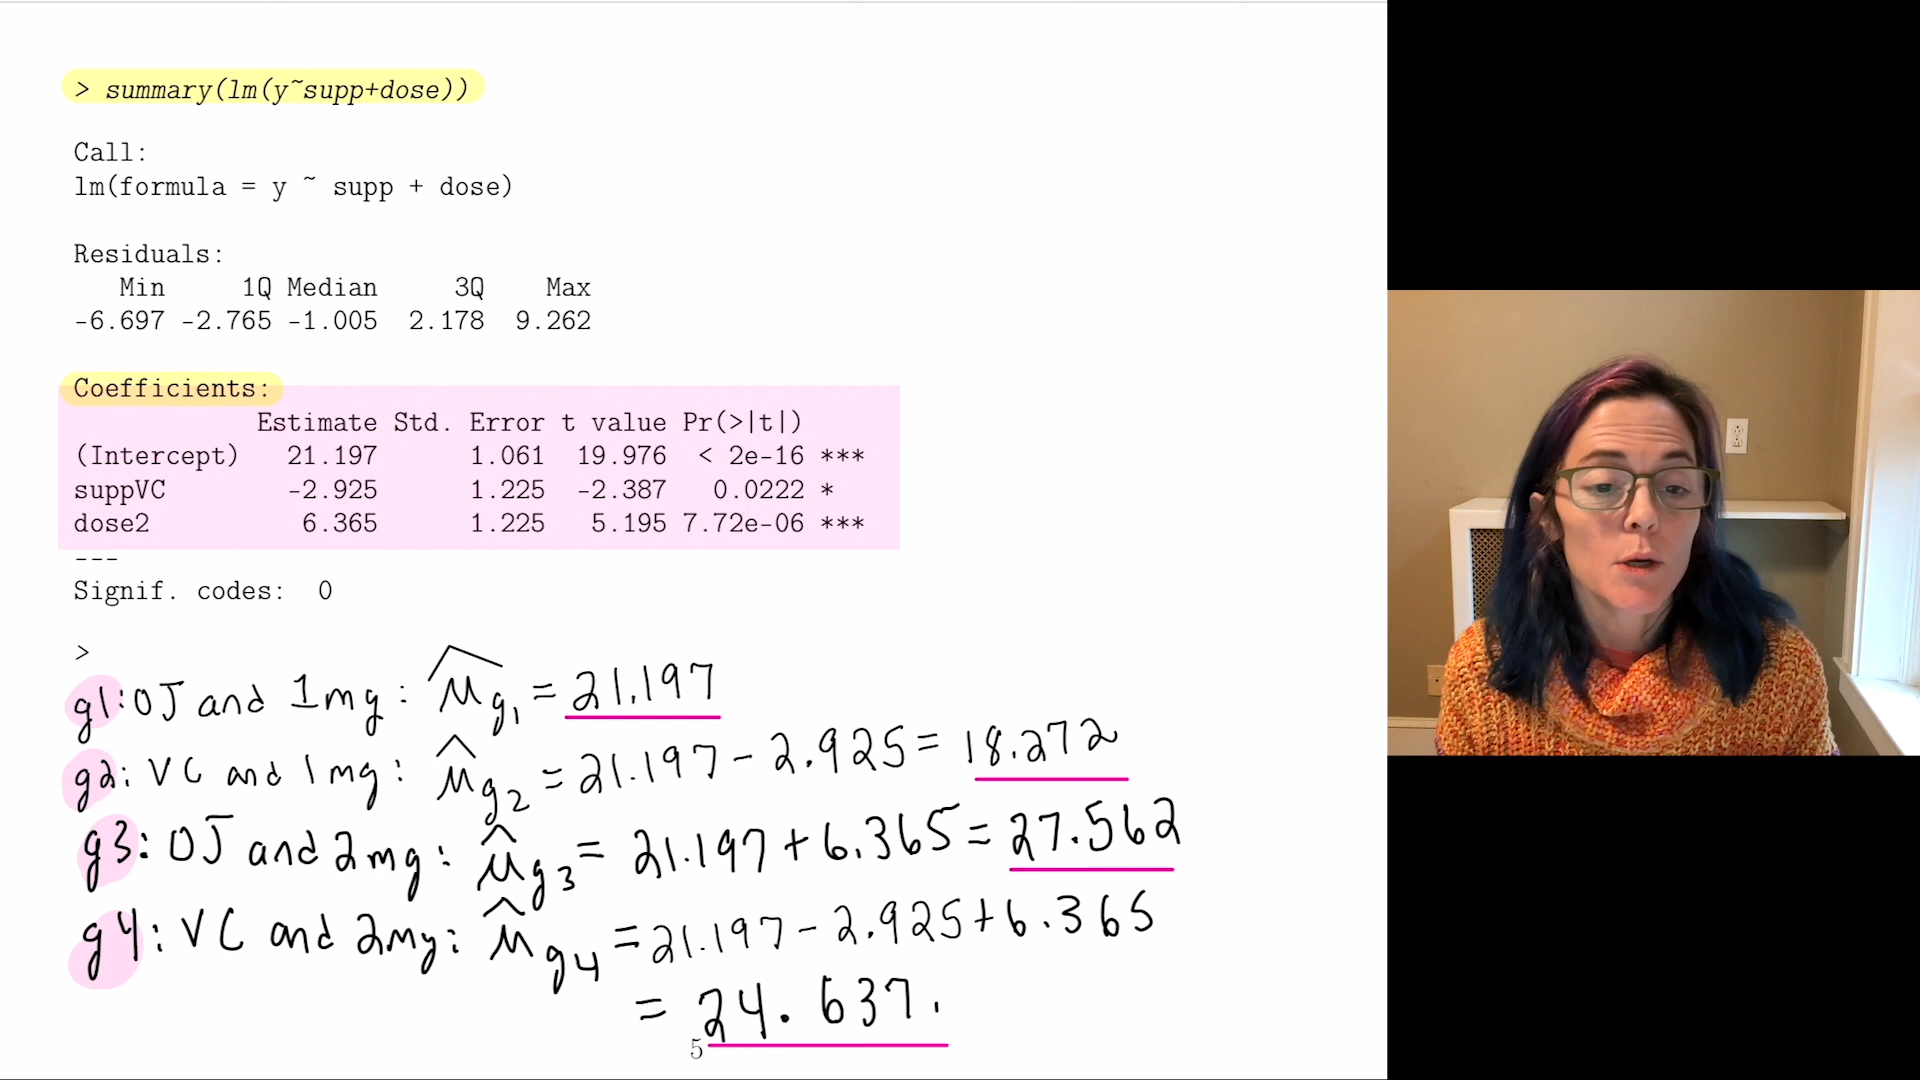 > summary(lm(y~supp+dose))
Call:
lm(formula = y ~ supp + dose)
Residuals:
Min 1Q Median 3Q Max
-6.697 -2.765 -1.005 2.178 9.262
Coefficients:
Estimate Std. Error t value Pr(>|t|)
(Intercept) 21.197 1.061 19.976 < 2e-16 ***
suppVC -2.925 1.225 -2.387 0.0222 *
dose2 6.365 1.225 5.195 7.72e-06 ***
---
Signif. codes: 0
>
g1: OJ and 1mg: μ̂g1 = 21.197
g2: VC and 1mg: μ̂g2 = 21.197 - 2.925 = 18.272
g3: OJ and 2mg: μ̂g3 = 21.197 + 6.365 = 27.562
g4: VC and 2mg: μ̂g4 = 21.197 - 2.925 + 6.365
= 24.637.
5